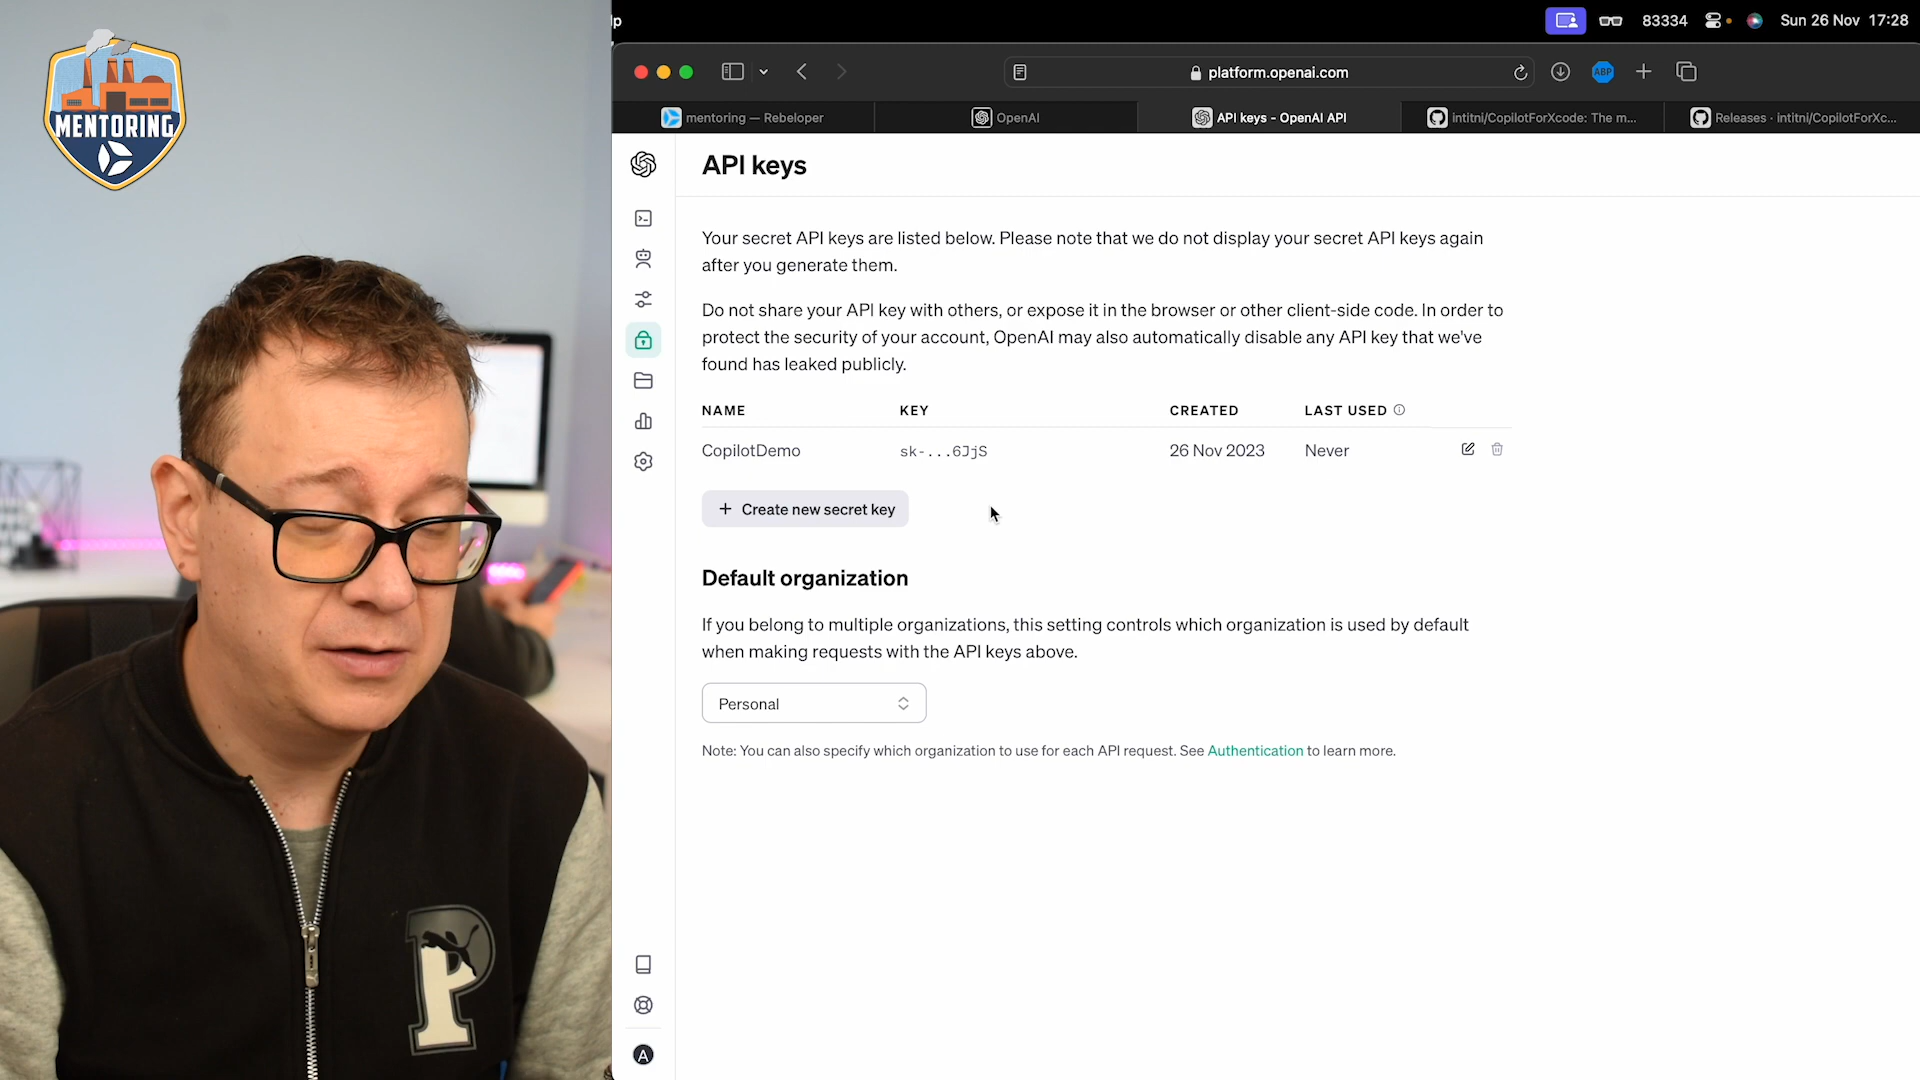 MENTORING
lp
83334
Sun 26 Nov 17:28
platform.openai.com
ABP
mentoring — Rebeloper
OpenAI
API keys - OpenAI API
intitni/CopilotForXcode: The m...
Releases · intitni/CopilotForXc...
API keys
Your secret API keys are listed below. Please note that we do not display your secret API keys again
after you generate them.
Do not share your API key with others, or expose it in the browser or other client-side code. In order to
protect the security of your account, OpenAI may also automatically disable any API key that we've
found has leaked publicly.
NAME KEY CREATED LAST USED
CopilotDemo sk-...6JjS 26 Nov 2023 Never
+ Create new secret key
Default organization
If you belong to multiple organizations, this setting controls which organization is used by default
when making requests with the API keys above.
Personal
Note: You can also specify which organization to use for each API request. See Authentication to learn more.
A
P